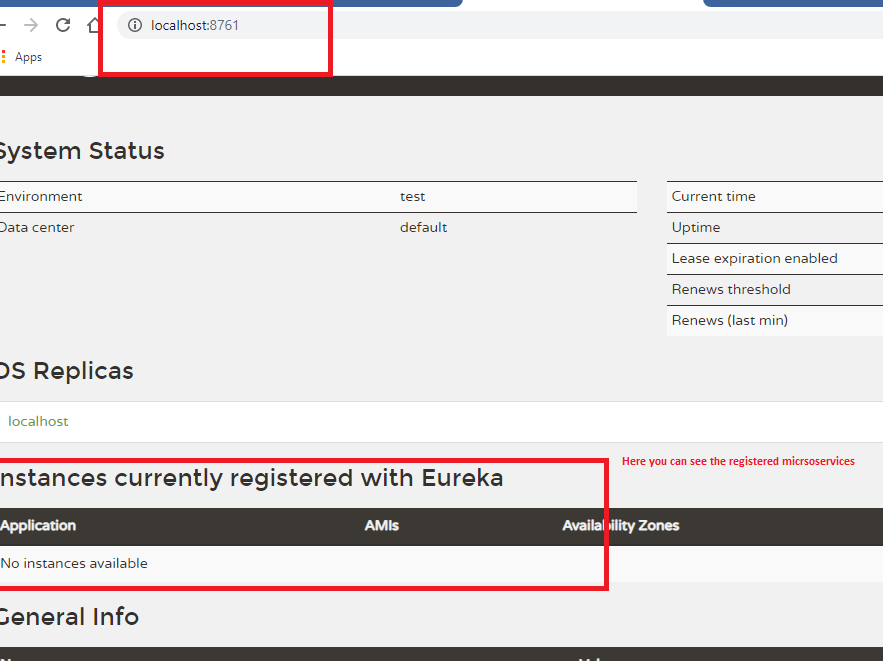 localhost:8761
Apps
System Status
Environment test
Data center default
Current time
Uptime
Lease expiration enabled
Renews threshold
Renews (last min)
DS Replicas
localhost
Instances currently registered with Eureka
Here you can see the registered micrsoservices
Application AMIs Availability Zones
No instances available
General Info